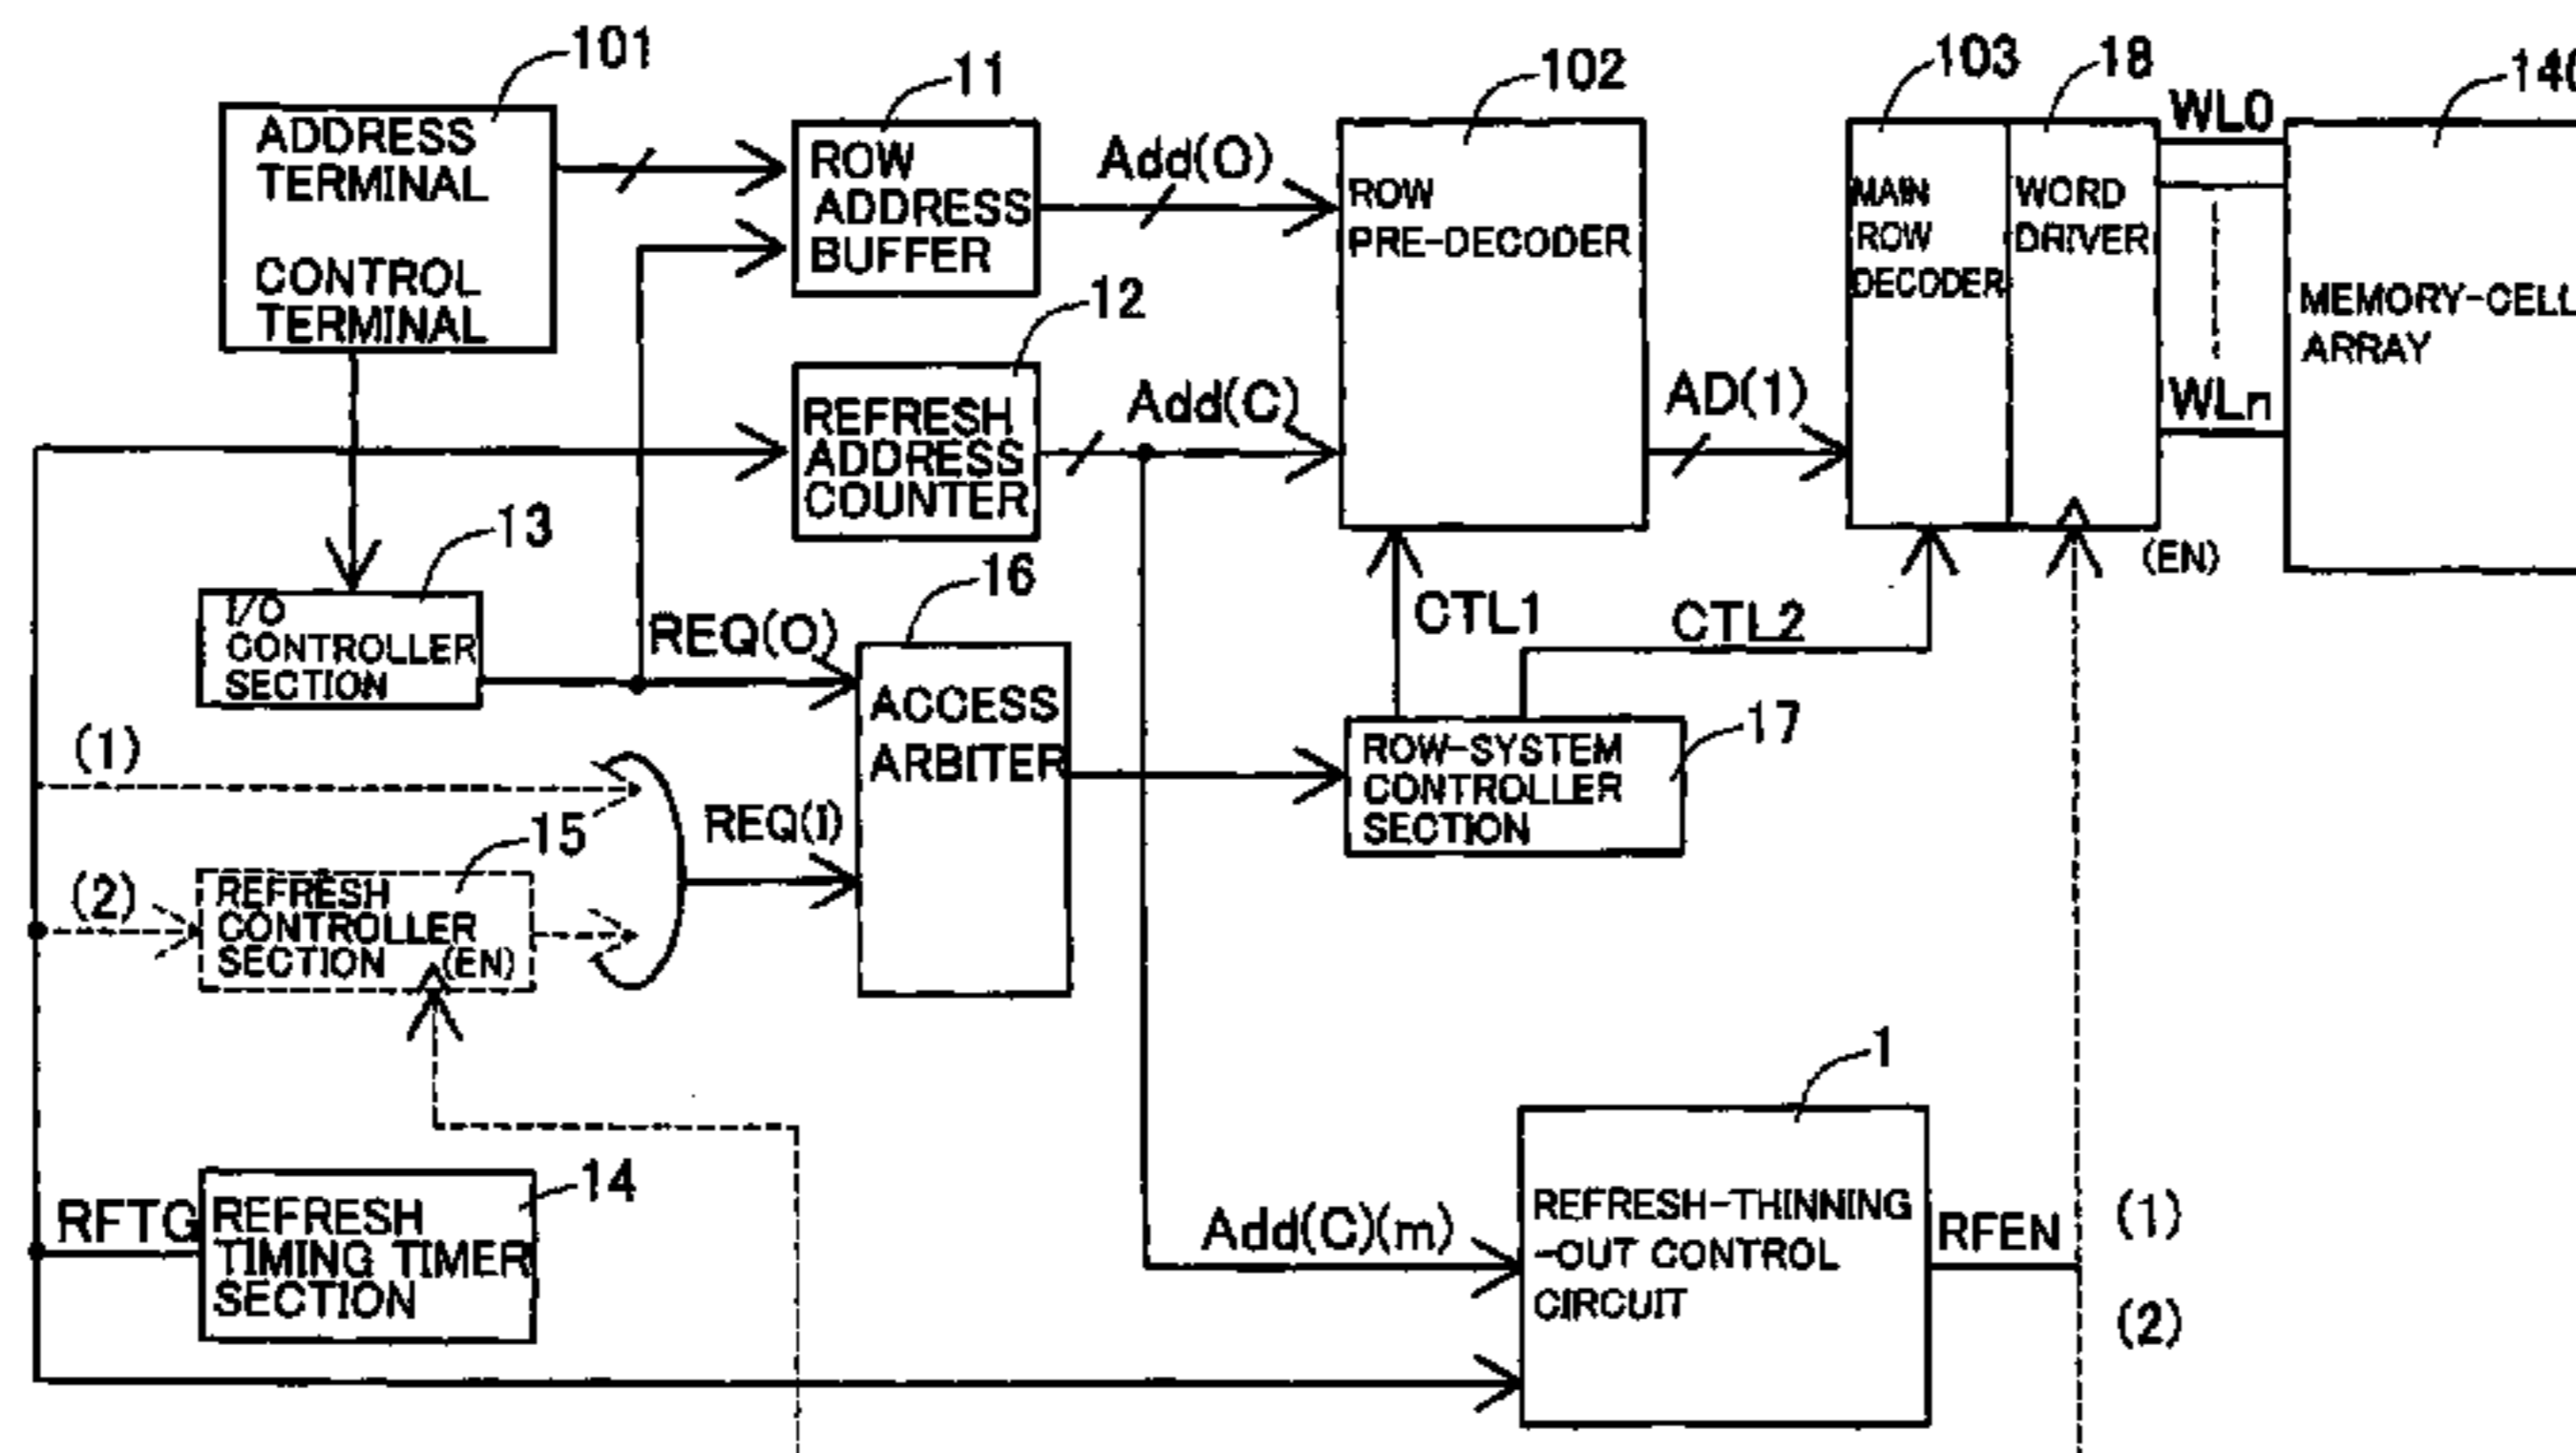 101
ADDRESS
TERMINAL
CONTROL
TERMINAL
11
ROW
ADDRESS
BUFFER
Add(O)
102
ROW
PRE-DECODER
103
MAIN
ROW
DECODER
18
WORD
DRIVER
(EN)
WL0
WLn
MEMORY-CELL
ARRAY
12
REFRESH
ADDRESS
COUNTER
Add(C)
AD(1)
13
I/O
CONTROLLER
SECTION
REQ(O)
16
ACCESS
ARBITER
CTL1
CTL2
17
ROW-SYSTEM
CONTROLLER
SECTION
(1)
(2)
15
REFRESH
CONTROLLER
SECTION (EN)
REQ(I)
RFTG
14
REFRESH
TIMING TIMER
SECTION
Add(C)(m)
1
REFRESH-THINNING
-OUT CONTROL
CIRCUIT
RFEN
(1)
(2)